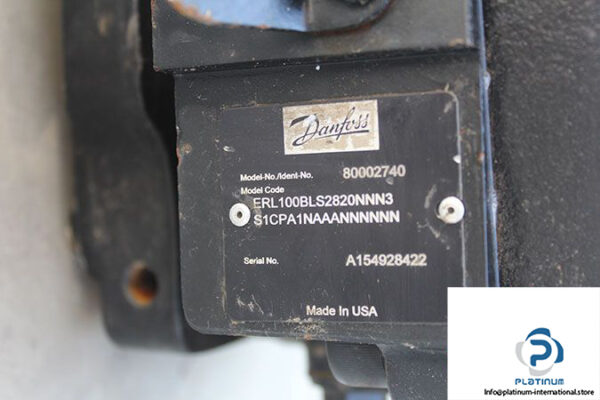 Danfoss
Model-No./Ident-No. 80002740
Model Code
ERL100BLS2820NNN3
S1CPA1NAAANNNNNN
Serial No. A154928422
Made In USA
PLATINUM
Info@platinum-international.store